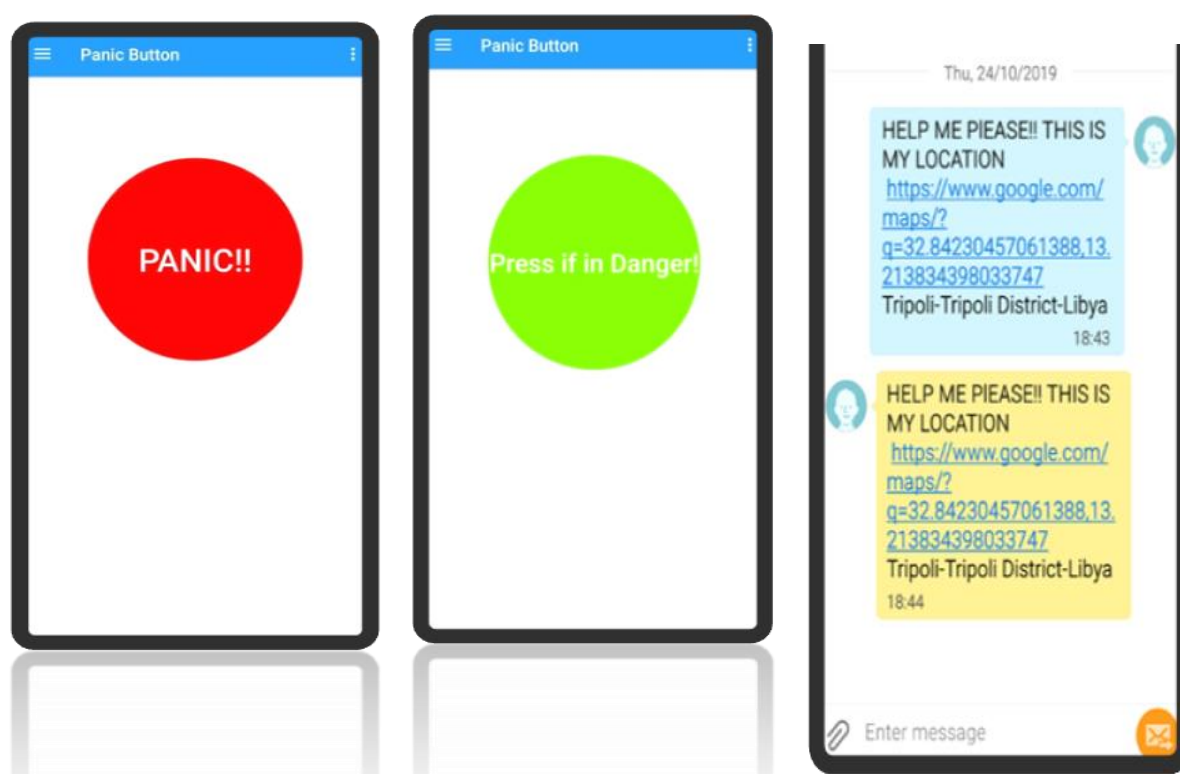 Panic Button
PANIC!!
Panic Button
Press if in Danger!
Thu, 24/10/2019
HELP ME PlEASE!! THIS IS
MY LOCATION
https://www.google.com/
maps/?
q=32.84230457061388,13.
213834398033747
Tripoli-Tripoli District-Libya
18:43
HELP ME PlEASE!! THIS IS
MY LOCATION
https://www.google.com/
maps/?
q=32.84230457061388,13.
213834398033747
Tripoli-Tripoli District-Libya
18:44
Enter message